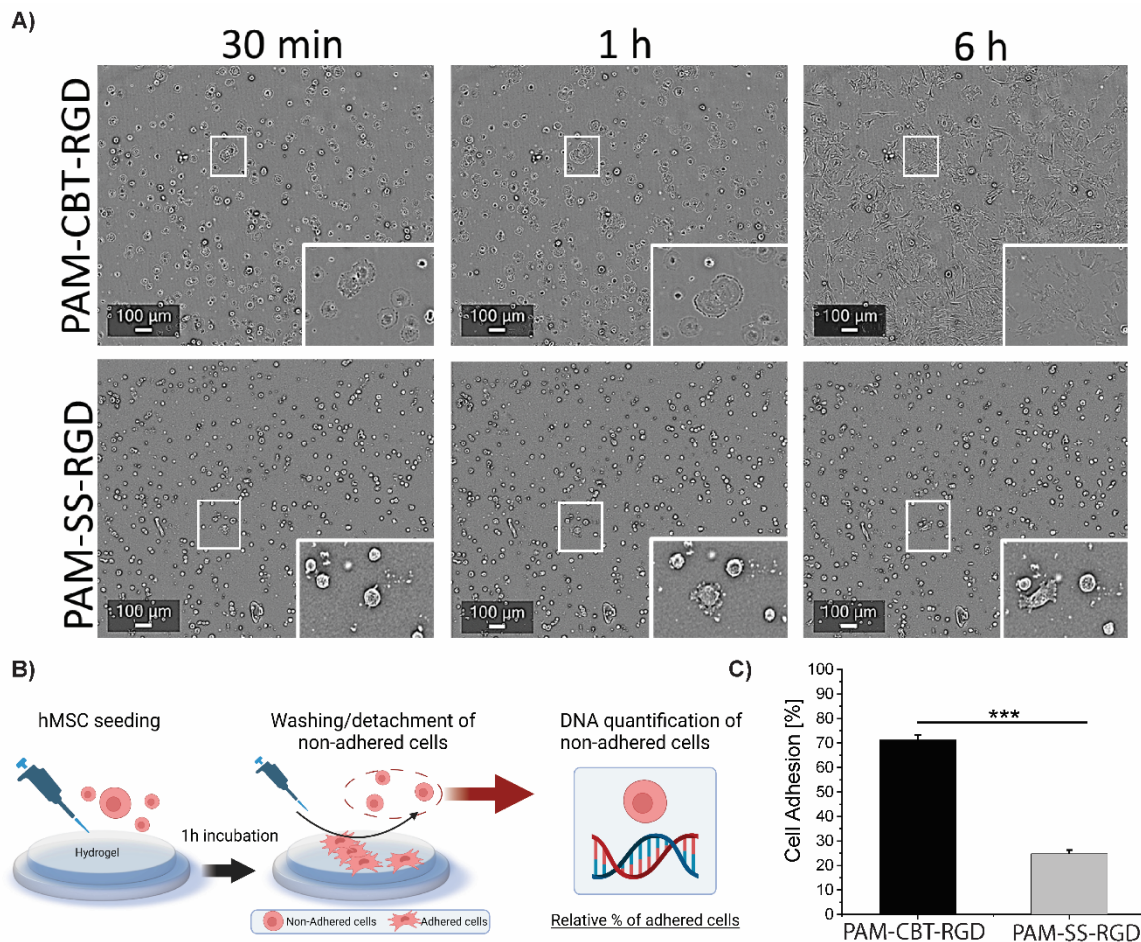 A)
30 min
1 h
6 h
PAM-CBT-RGD
100 µm
100 µm
100 µm
PAM-SS-RGD
100 µm
100 µm
100 µm
B)
hMSC seeding
Washing/detachment of
non-adhered cells
DNA quantification of
non-adhered cells
Hydrogel
1h incubation
Non-Adhered cells
Adhered cells
Relative % of adhered cells
C)
Cell Adhesion [%]
100
90
80
70
60
50
40
30
20
10
0
***
PAM-CBT-RGD
PAM-SS-RGD